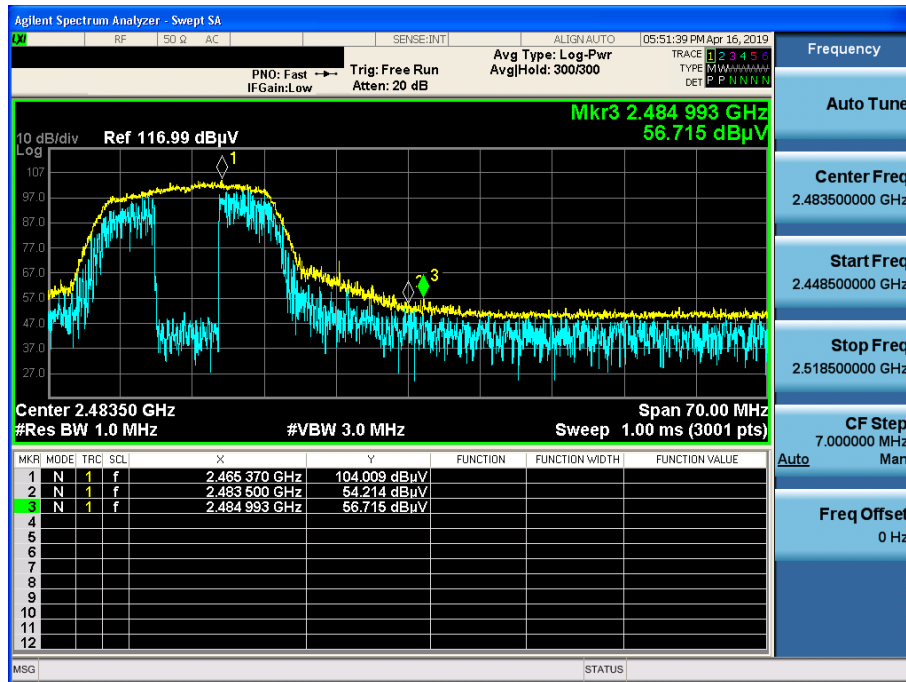 Agilent Spectrum Analyzer - Swept SA
LXI RF 50 Ω AC SENSE:INT ALIGN AUTO 05:51:39 PM Apr 16, 2019
PNO: Fast Trig: Free Run Avg Type: Log-Pwr TRACE 1 2 3 4 5 6
IFGain:Low Atten: 20 dB Avg|Hold: 300/300 TYPE M W
DET P P N N N N
Mkr3 2.484 993 GHz
56.715 dBµV
10 dB/div Ref 116.99 dBµV
Log
107
97.0
87.0
77.0
67.0
57.0
47.0
37.0
27.0
1
2 3
Center 2.48350 GHz Span 70.00 MHz
#Res BW 1.0 MHz #VBW 3.0 MHz Sweep 1.00 ms (3001 pts)
MKR MODE TRC SCL X Y FUNCTION FUNCTION WIDTH FUNCTION VALUE
1 N 1 f 2.465 370 GHz 104.009 dBµV
2 N 1 f 2.483 500 GHz 54.214 dBµV
3 N 1 f 2.484 993 GHz 56.715 dBµV
4
5
6
7
8
9
10
11
12
MSG STATUS
Frequency
Auto Tune
Center Freq
2.483500000 GHz
Start Freq
2.448500000 GHz
Stop Freq
2.518500000 GHz
CF Step
7.000000 MHz
Auto Man
Freq Offset
0 Hz